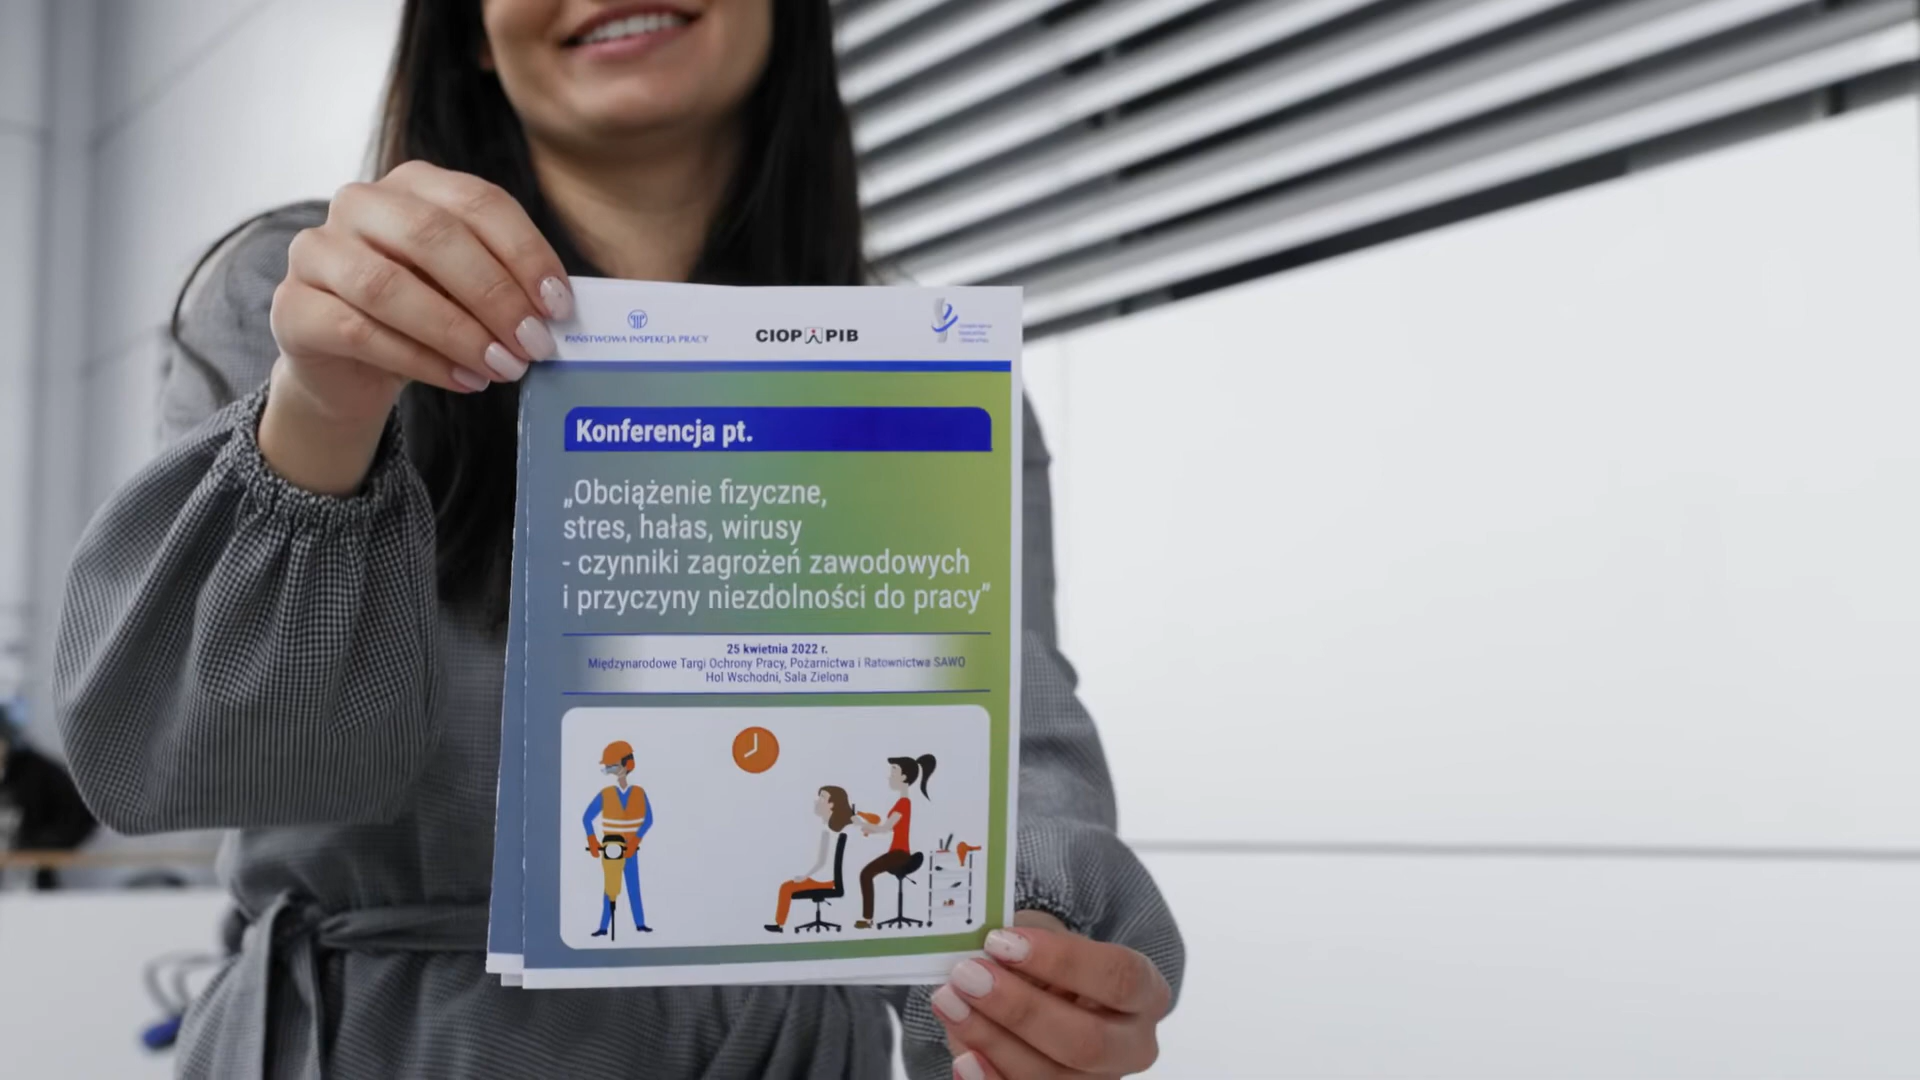 PAŃSTWOWA INSPEKCJA PRACY
CIOP PIB
Konferencja pt.
„Obciążenie fizyczne,
stres, hałas, wirusy
- czynniki zagrożeń zawodowych
i przyczyny niezdolności do pracy”
25 kwietnia 2022 r.
Międzynarodowe Targi Ochrony Pracy, Pożarnictwa i Ratownictwa SAWO
Hol Wschodni, Sala Zielona